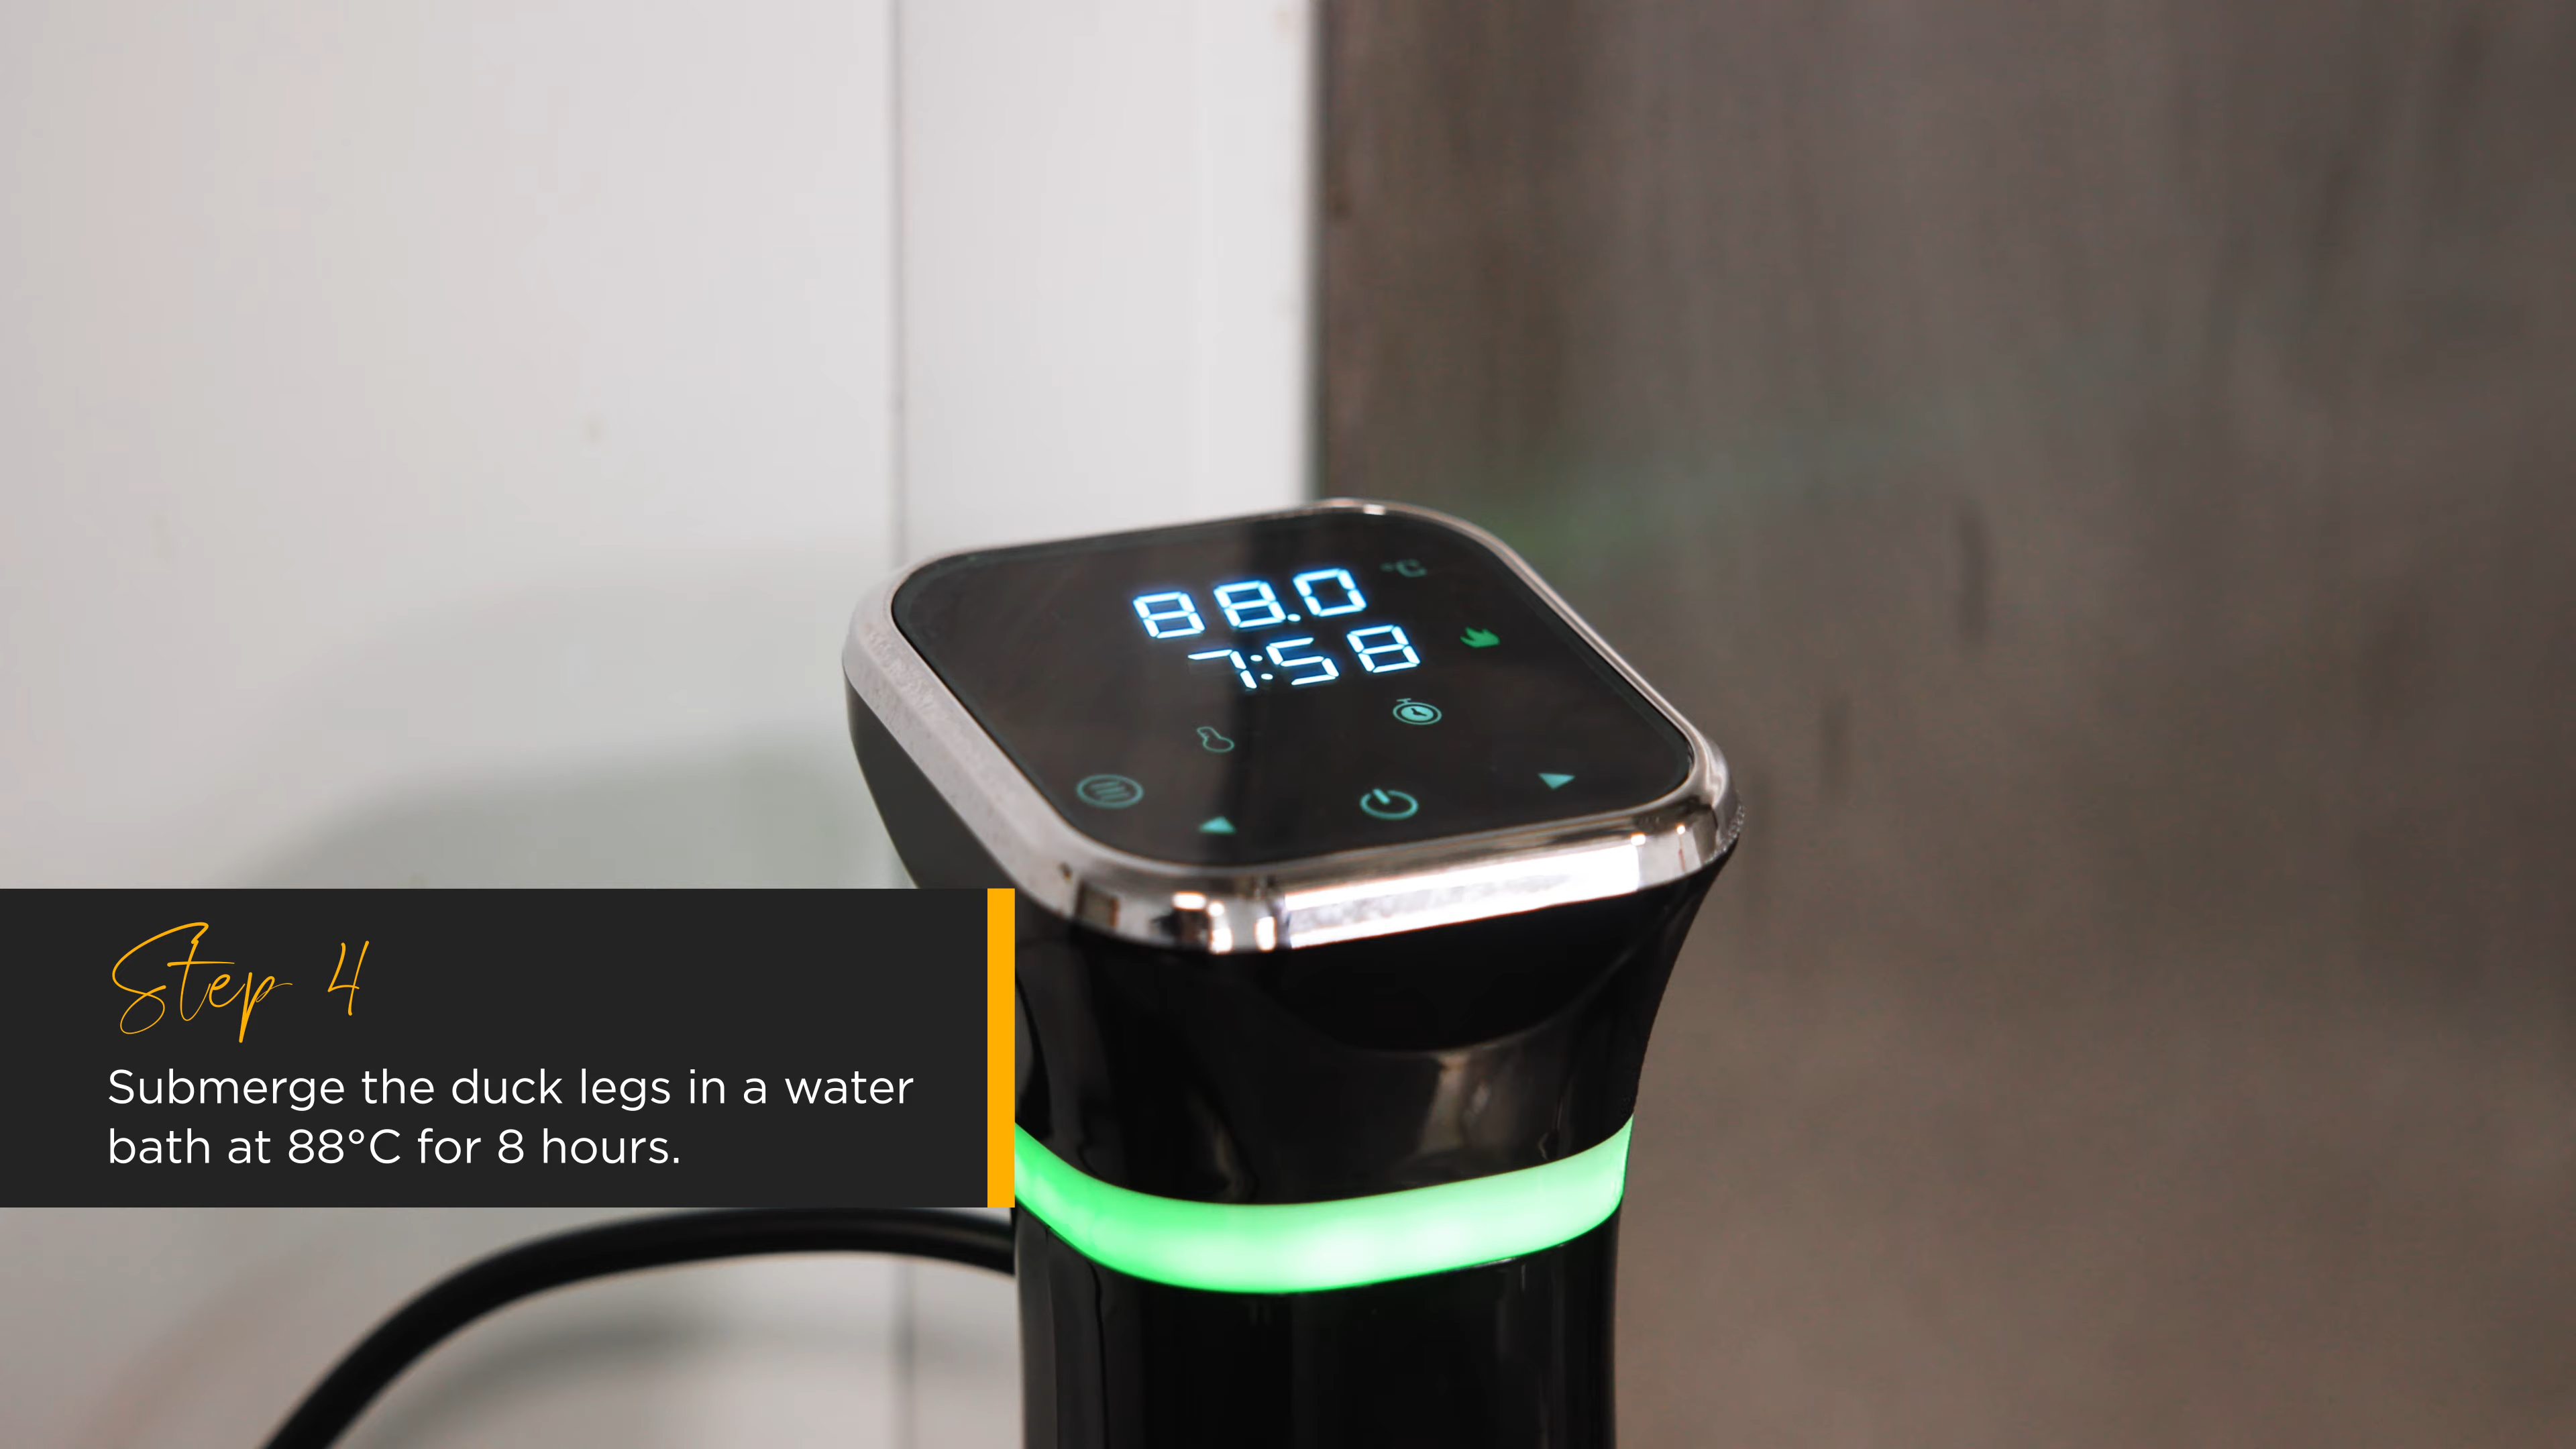 88.0 °C
7:58
Step 4
Submerge the duck legs in a water
bath at 88°C for 8 hours.